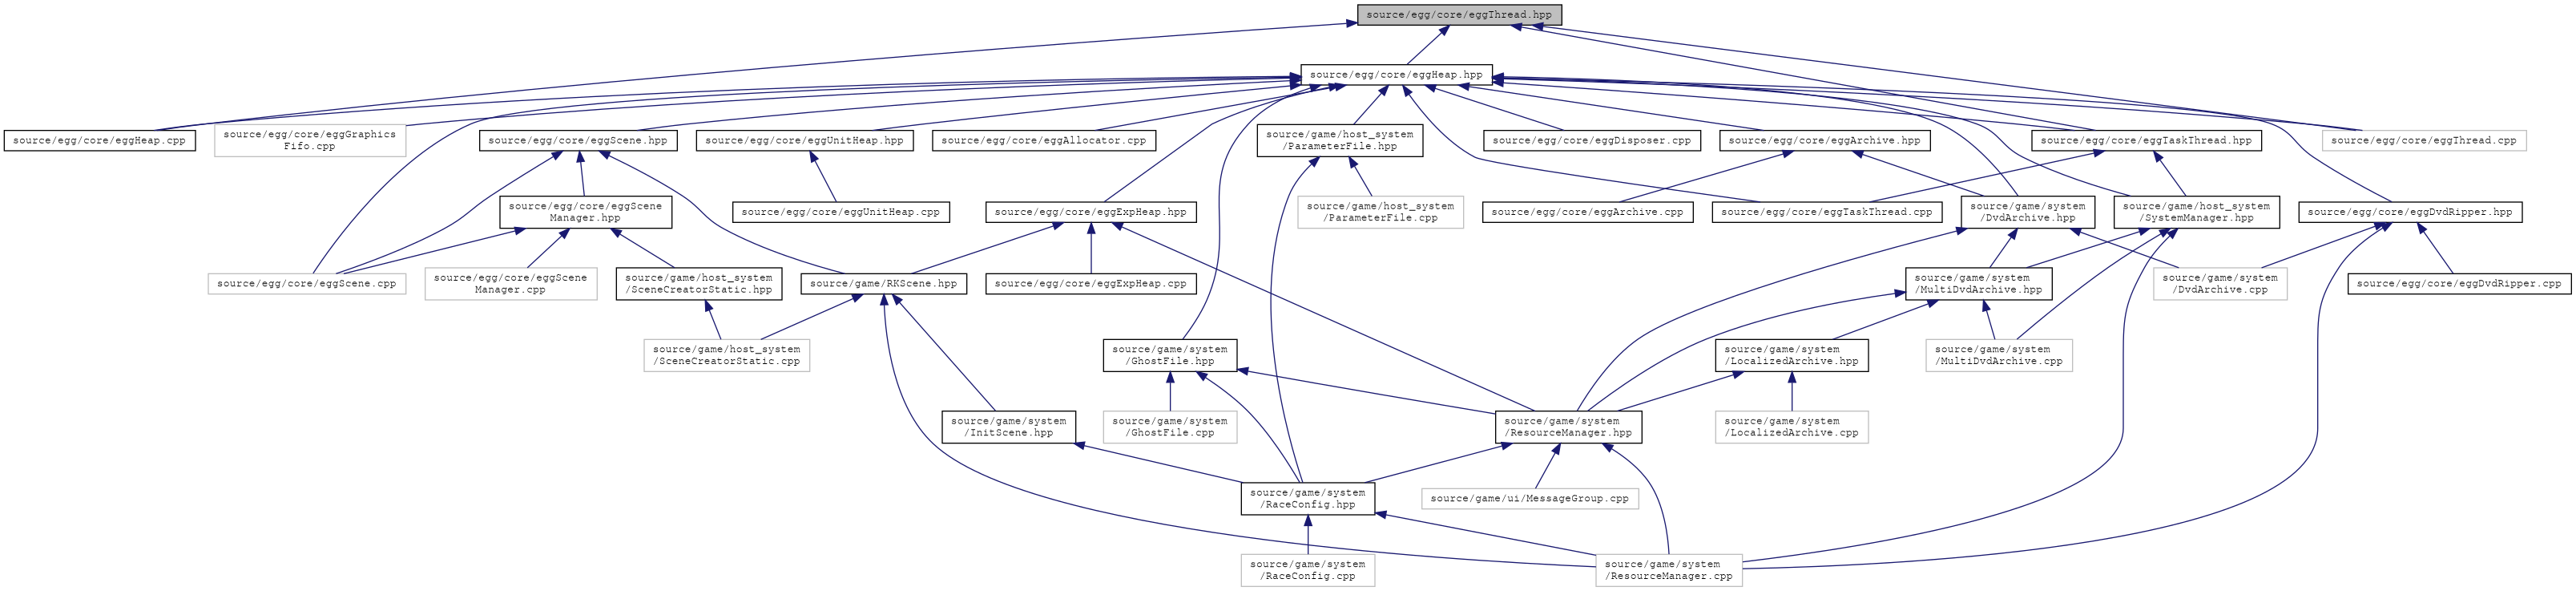 source/egg/core/eggThread.hpp
source/egg/core/eggHeap.hpp
source/egg/core/eggHeap.cpp
source/egg/core/eggGraphics
Fifo.cpp
source/egg/core/eggScene.hpp
source/egg/core/eggUnitHeap.hpp
source/egg/core/eggAllocator.cpp
source/game/host_system
/ParameterFile.hpp
source/egg/core/eggDisposer.cpp
source/egg/core/eggArchive.hpp
source/egg/core/eggTaskThread.hpp
source/egg/core/eggThread.cpp
source/egg/core/eggScene
Manager.hpp
source/egg/core/eggUnitHeap.cpp
source/egg/core/eggExpHeap.hpp
source/game/host_system
/ParameterFile.cpp
source/egg/core/eggArchive.cpp
source/egg/core/eggTaskThread.cpp
source/game/system
/DvdArchive.hpp
source/game/host_system
/SystemManager.hpp
source/egg/core/eggDvdRipper.hpp
source/egg/core/eggScene.cpp
source/egg/core/eggScene
Manager.cpp
source/game/host_system
/SceneCreatorStatic.hpp
source/game/RKScene.hpp
source/egg/core/eggExpHeap.cpp
source/game/system
/MultiDvdArchive.hpp
source/game/system
/DvdArchive.cpp
source/egg/core/eggDvdRipper.cpp
source/game/host_system
/SceneCreatorStatic.cpp
source/game/system
/GhostFile.hpp
source/game/system
/LocalizedArchive.hpp
source/game/system
/MultiDvdArchive.cpp
source/game/system
/InitScene.hpp
source/game/system
/GhostFile.cpp
source/game/system
/ResourceManager.hpp
source/game/system
/LocalizedArchive.cpp
source/game/system
/RaceConfig.hpp
source/game/ui/MessageGroup.cpp
source/game/system
/RaceConfig.cpp
source/game/system
/ResourceManager.cpp